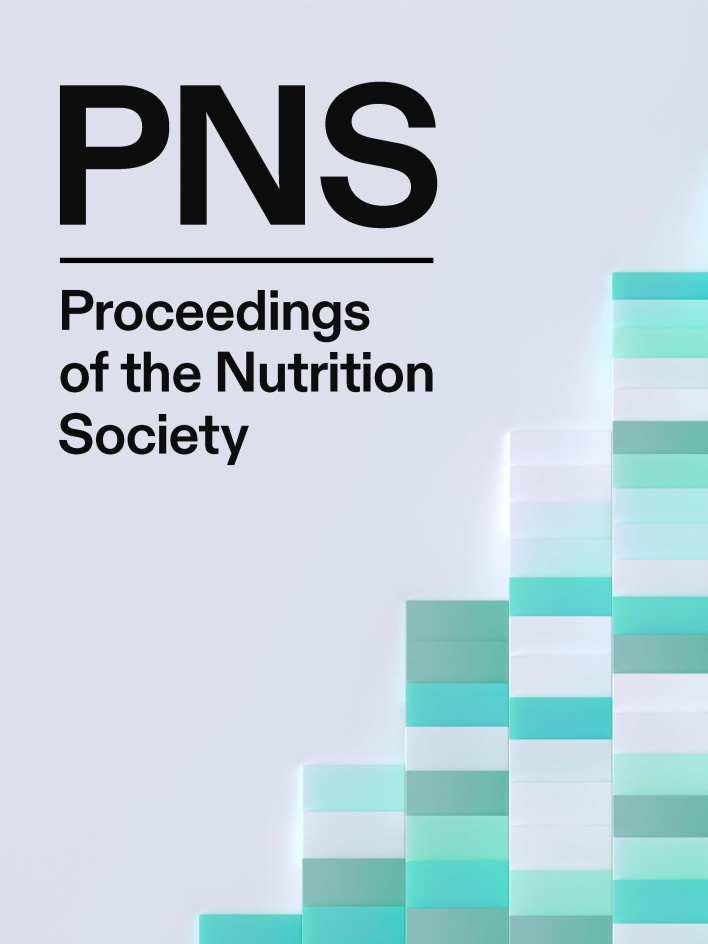 PNS
Proceedings
of the Nutrition
Society